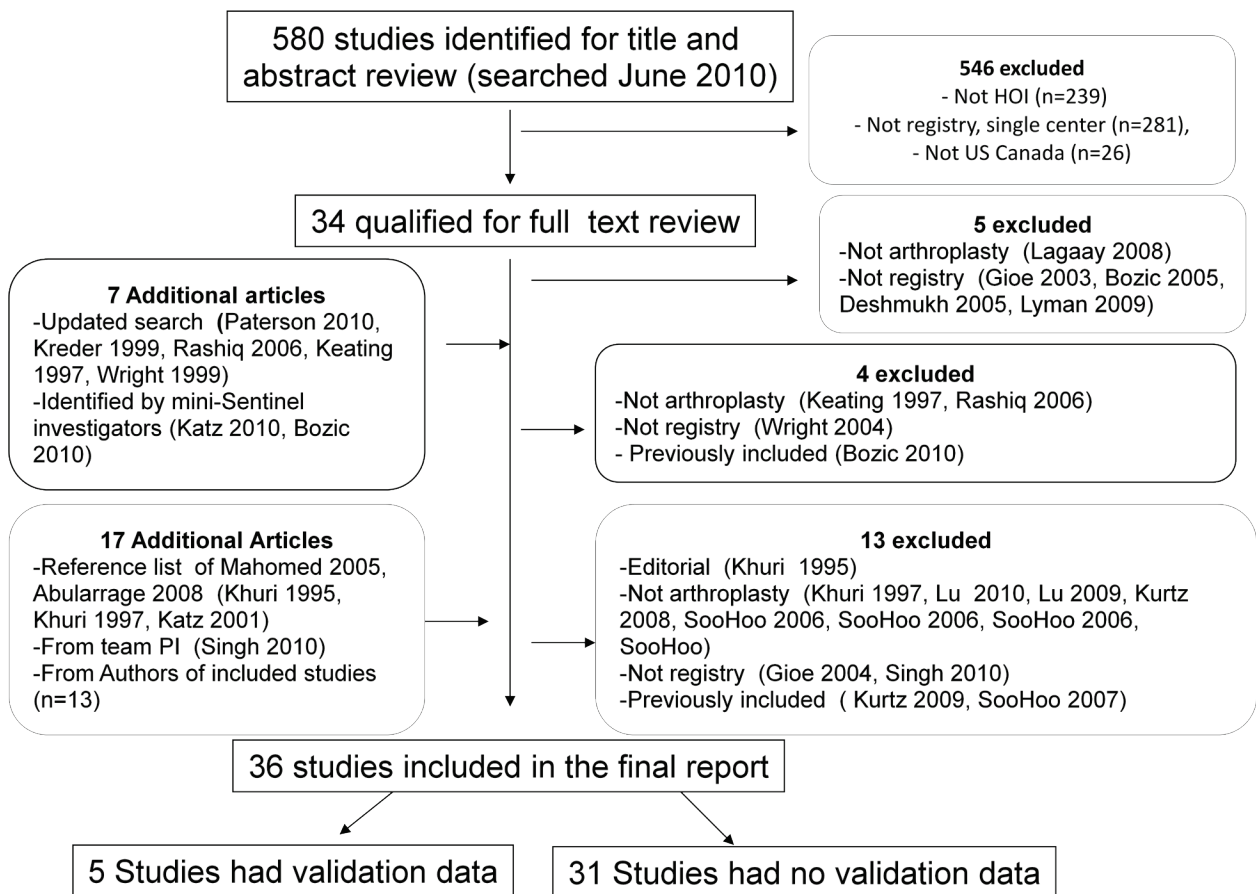 580 studies identified for title and
abstract review (searched June 2010)
546 excluded
- Not HOI (n=239)
- Not registry, single center (n=281),
- Not US Canada (n=26)
34 qualified for full text review
5 excluded
-Not arthroplasty (Lagaay 2008)
-Not registry (Gioe 2003, Bozic 2005,
Deshmukh 2005, Lyman 2009)
7 Additional articles
-Updated search (Paterson 2010,
Kreder 1999, Rashiq 2006, Keating
1997, Wright 1999)
-Identified by mini-Sentinel
investigators (Katz 2010, Bozic
2010)
4 excluded
-Not arthroplasty (Keating 1997, Rashiq 2006)
-Not registry (Wright 2004)
- Previously included (Bozic 2010)
17 Additional Articles
-Reference list of Mahomed 2005,
Abularrage 2008 (Khuri 1995,
Khuri 1997, Katz 2001)
-From team PI (Singh 2010)
-From Authors of included studies
(n=13)
13 excluded
-Editorial (Khuri 1995)
-Not arthroplasty (Khuri 1997, Lu 2010, Lu 2009, Kurtz
2008, SooHoo 2006, SooHoo 2006, SooHoo 2006,
SooHoo)
-Not registry (Gioe 2004, Singh 2010)
-Previously included ( Kurtz 2009, SooHoo 2007)
36 studies included in the final report
5 Studies had validation data
31 Studies had no validation data